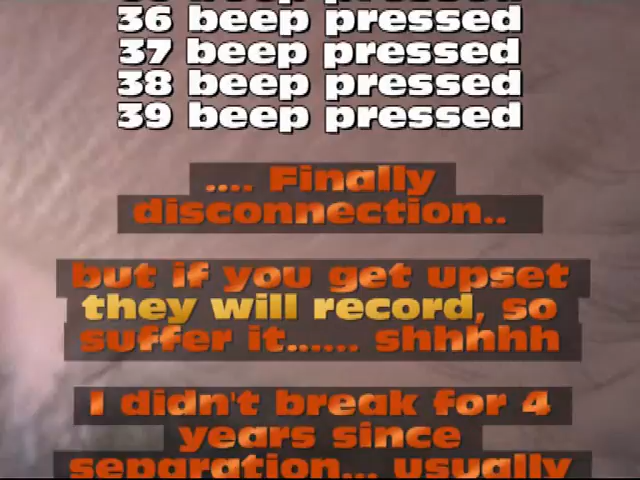 36 beep pressed
37 beep pressed
38 beep pressed
39 beep pressed
.... Finally
disconnection..
but if you get upset
they will record, so
suffer it...... shhhhh
I didn't break for 4
years since
separation... usually